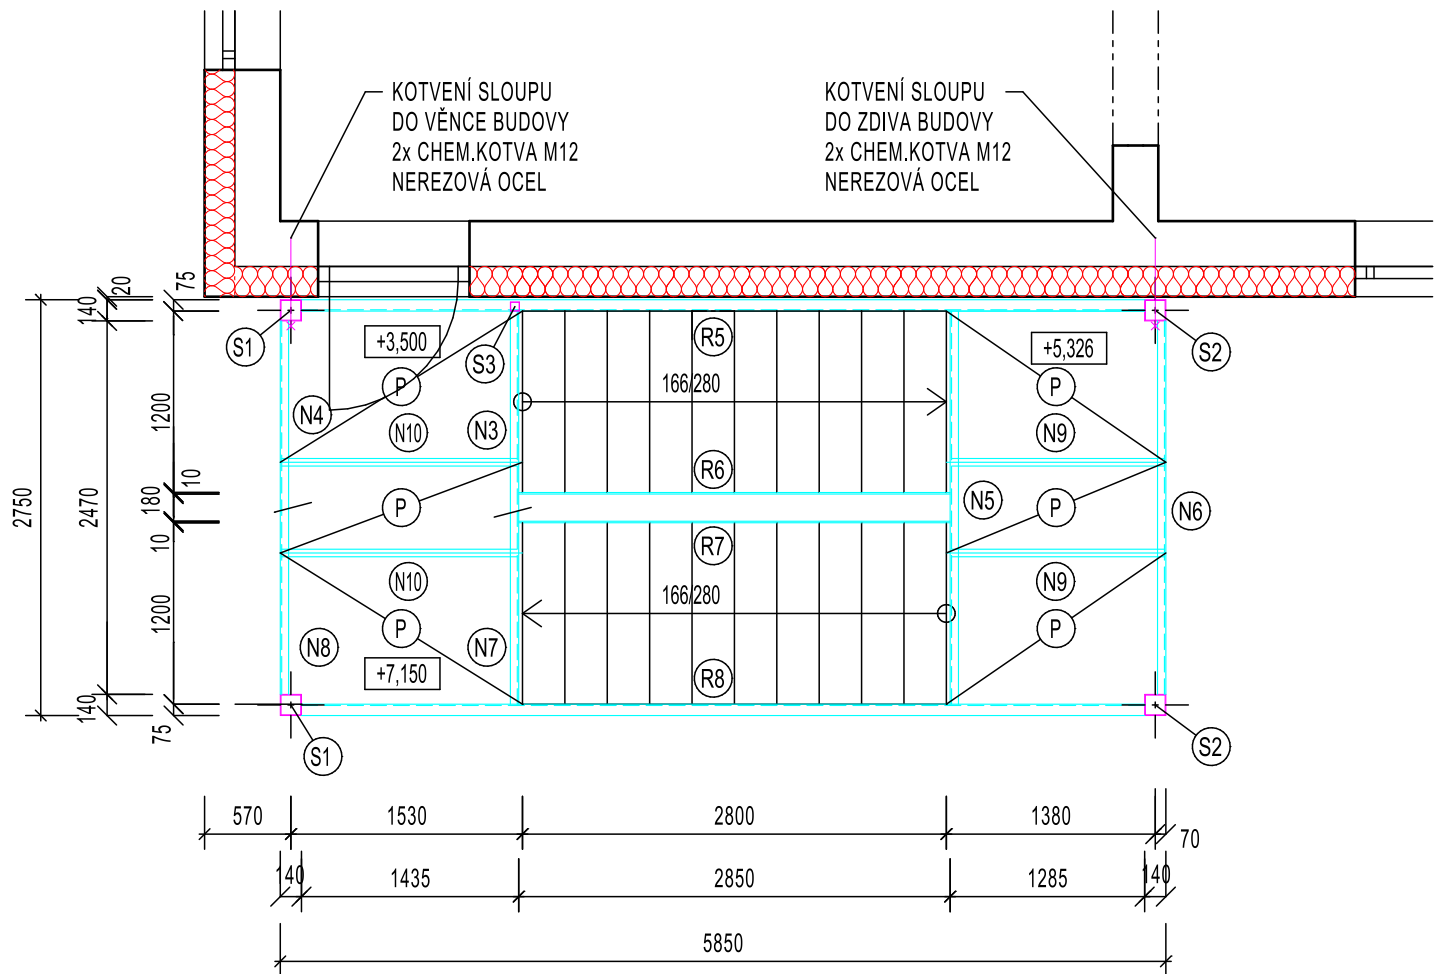 KOTVENÍ SLOUPU
DO VĚNCE BUDOVY
2x CHEM.KOTVA M12
NEREZOVÁ OCEL
KOTVENÍ SLOUPU
DO ZDIVA BUDOVY
2x CHEM.KOTVA M12
NEREZOVÁ OCEL
20
75
140
S1
+3,500
S3
R5
+5,326
S2
P
166/280
P
N4
N10
N3
N9
1200
R6
10
180
2470
2750
P
N5
P
N6
10
R7
N10
N9
166/280
1200
P
P
N8
N7
+7,150
R8
140
75
S1
S2
570
1530
2800
1380
70
140
1435
2850
1285
140
5850